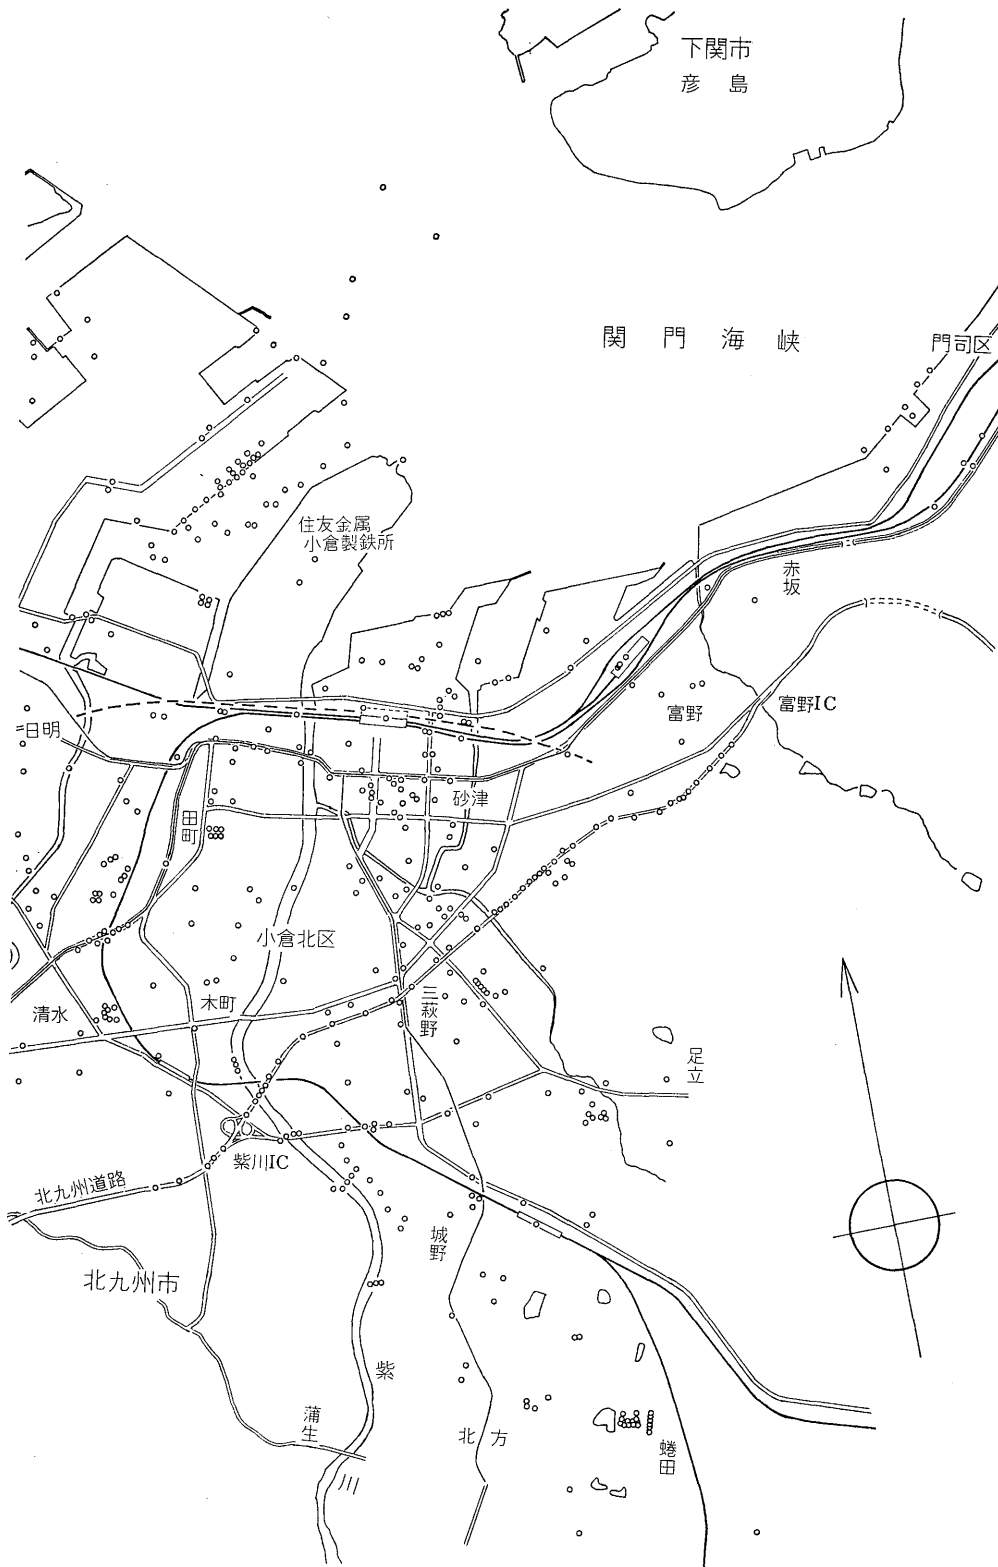 下関市
彦島
関門海峡
門司区
住友金属
小倉製鉄所
赤坂
富野
富野IC
日明
砂津
田町
小倉北区
木町
清水
三萩野
足立
紫川IC
北九州道路
城野
北九州市
紫川
蒲生
北方
蜷田